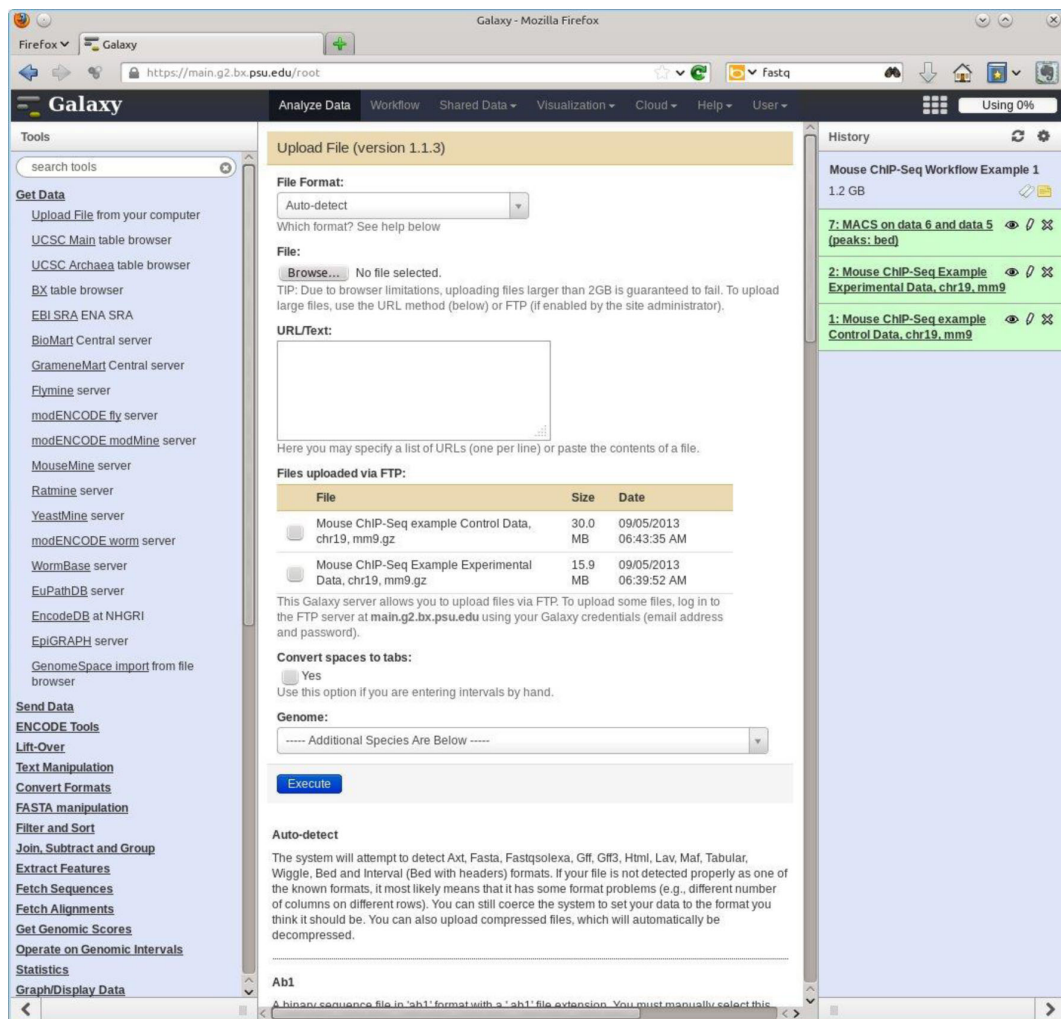 Galaxy - Mozilla Firefox
Firefox
Galaxy
https://main.g2.bx.psu.edu/root
fastq
Galaxy
Analyze Data
Workflow
Shared Data
Visualization
Cloud
Help
User
Using 0%
Tools
search tools
Get Data
Upload File from your computer
UCSC Main table browser
UCSC Archaea table browser
BX table browser
EBI SRA ENA SRA
BioMart Central server
GrameneMart Central server
Flymine server
modENCODE fly server
modENCODE modMine server
MouseMine server
Ratmine server
YeastMine server
modENCODE worm server
WormBase server
EuPathDB server
EncodeDB at NHGRI
EpiGRAPH server
GenomeSpace import from file
browser
Send Data
ENCODE Tools
Lift-Over
Text Manipulation
Convert Formats
FASTA manipulation
Filter and Sort
Join, Subtract and Group
Extract Features
Fetch Sequences
Fetch Alignments
Get Genomic Scores
Operate on Genomic Intervals
Statistics
Graph/Display Data
Upload File (version 1.1.3)
File Format:
Auto-detect
Which format? See help below
File:
Browse... No file selected.
TIP: Due to browser limitations, uploading files larger than 2GB is guaranteed to fail. To upload
large files, use the URL method (below) or FTP (if enabled by the site administrator).
URL/Text:
Here you may specify a list of URLs (one per line) or paste the contents of a file.
Files uploaded via FTP:
File Size Date
Mouse ChIP-Seq example Control Data, 30.0 09/05/2013
chr19, mm9.gz MB 06:43:35 AM
Mouse ChIP-Seq Example Experimental 15.9 09/05/2013
Data, chr19, mm9.gz MB 06:39:52 AM
This Galaxy server allows you to upload files via FTP. To upload some files, log in to
the FTP server at main.g2.bx.psu.edu using your Galaxy credentials (email address
and password).
Convert spaces to tabs:
Yes
Use this option if you are entering intervals by hand.
Genome:
----- Additional Species Are Below -----
Execute
Auto-detect
The system will attempt to detect Axt, Fasta, Fastqsolexa, Gff, Gff3, Html, Lav, Maf, Tabular,
Wiggle, Bed and Interval (Bed with headers) formats. If your file is not detected properly as one of
the known formats, it most likely means that it has some format problems (e.g., different number
of columns on different rows). You can still coerce the system to set your data to the format you
think it should be. You can also upload compressed files, which will automatically be
decompressed.
Ab1
A binary sequence file in 'ab1' format with a '.ab1' file extension. You must manually select this
History
Mouse ChIP-Seq Workflow Example 1
1.2 GB
7: MACS on data 6 and data 5
(peaks: bed)
2: Mouse ChIP-Seq Example
Experimental Data, chr19, mm9
1: Mouse ChIP-Seq example
Control Data, chr19, mm9